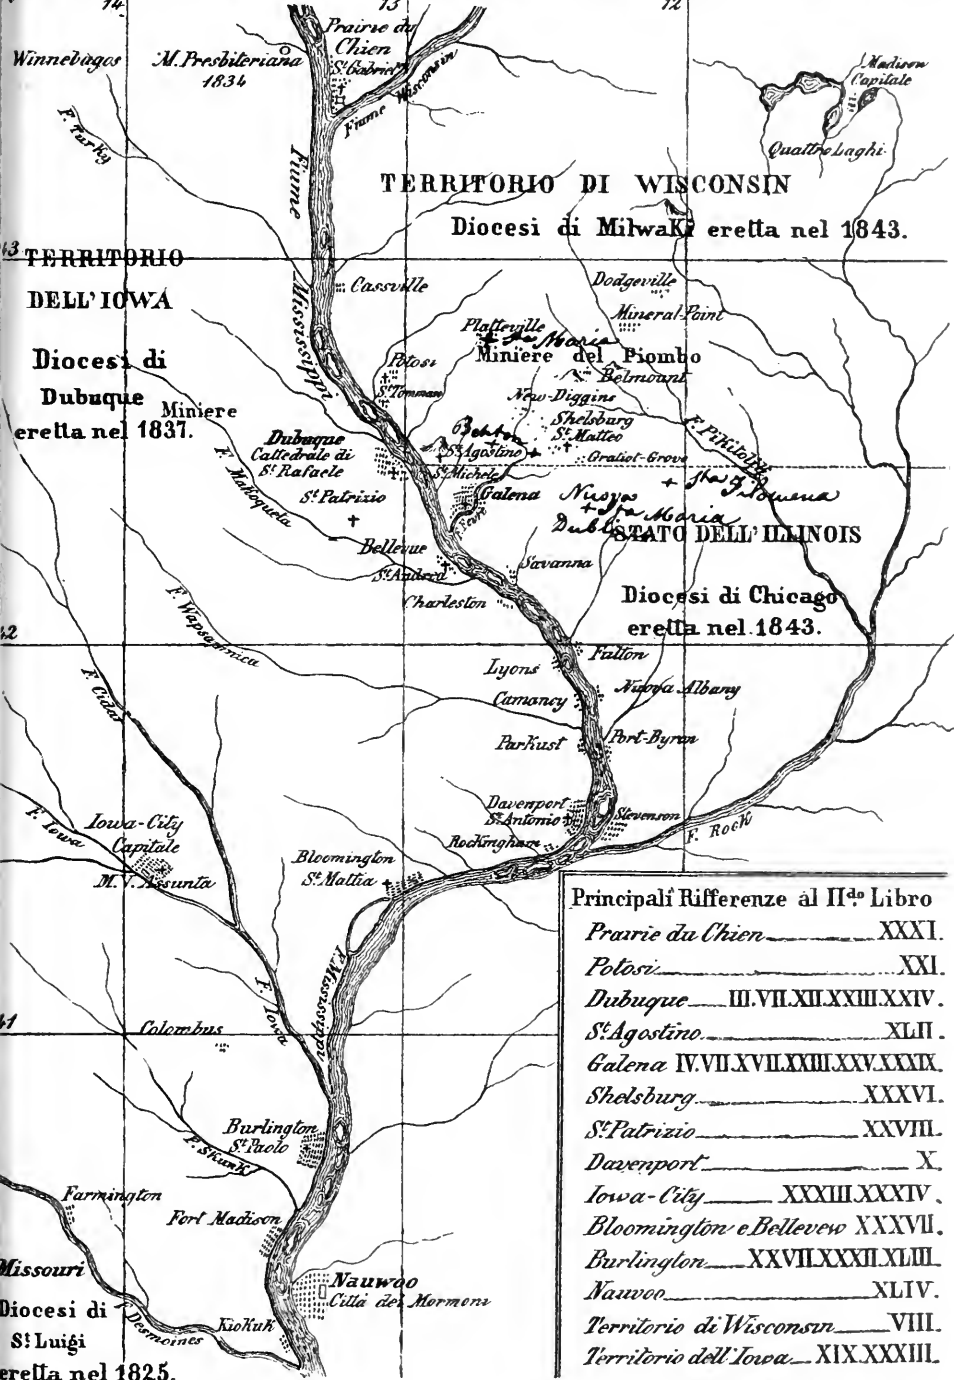 14
13
12
Winnebagos
M. Presbiteriana
1834
Prairie du
Chien
St. Gabriel
Fiume Wisconsin
Madison
Capitale
Quattro Laghi
F. Turky
Fiume Mississippi
TERRITORIO DI WISCONSIN
Diocesi di MilwaKi eretta nel 1843.
43
TERRITORIO
DELL'IOWA
Diocesi di
Dubuque
eretta nel 1837.
Cassville
Dodgeville
Mineral-Point
Platteville
Sta Maria
Miniere del Piombo
Belmount
Potosi
St. Tommaso
New-Diggins
Shelsburg
St. Matteo
Gratiot-Grove
F. PiKitoliKa
Miniere
Dubuque
Cattedrale di
St. Rafaele
Benton
St. Agostino
St. Michele
Galena
Fevre
St. Patrizio
F. MaKoqueta
Nuova
Dublino
Sta Maria
Sta Filomena
STATO DELL'ILLINOIS
Diocesi di Chicago
eretta nel 1843.
Bellevue
St. Andrea
Savanna
Charleston
42
F. Wapsapinnica
Fulton
Lyons
Nuova Albany
Camancy
ParKust
Port-Byron
F. Cidar
Davenport
St. Antonio
Stevenson
RocKingham
F. RocK
F. Iowa
Iowa-City
Capitale
M. V. Assunta
Bloomington
St. Mattia
F. Mississippi
F. Iowa
41
Colombus
Burlington
St. Paolo
F. SKunK
Farmington
Fort Madison
Missouri
Diocesi di
St. Luigi
eretta nel 1825.
F. Desmoines
KioKuK
Nauwoo
Città dei Mormoni
Principali Rifferenze al IIdo Libro
Prairie du Chien XXXI.
Potosi XXI.
Dubuque III.VII.XII.XXIII.XXIV.
St. Agostino XLII.
Galena IV.VII.XVII.XXIII.XXV.XXXIX.
Shelsburg XXXVI.
St. Patrizio XXVIII.
Davenport X.
Iowa-City XXXIII.XXXIV.
Bloomington e Bellevew XXXVII.
Burlington XXVII.XXXII.XLIII.
Nauvoo XLIV.
Territorio di Wisconsin VIII.
Territorio dell'Iowa XIX.XXXIII.